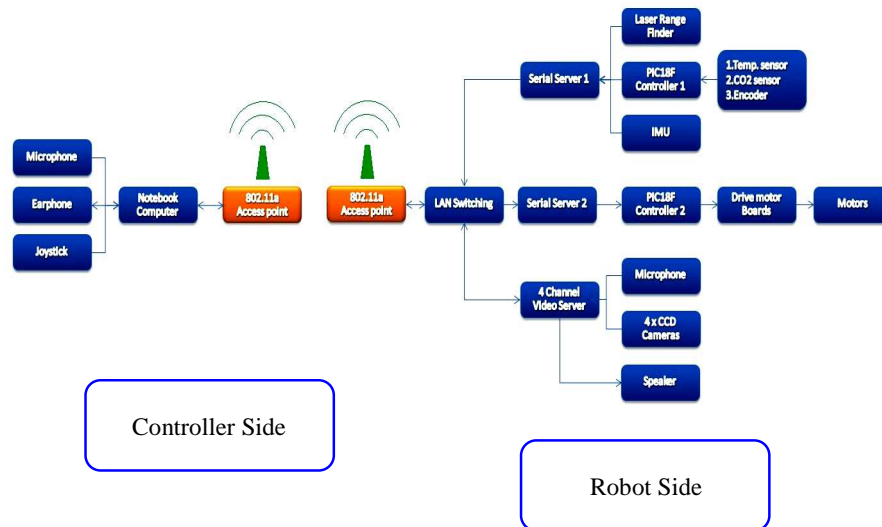 Microphone
Earphone
Joystick
Notebook
Computer
802.11a
Access point
802.11a
Access point
LAN Switching
Serial Server 1
Laser Range
Finder
PIC18F
Controller 1
IMU
1.Temp. sensor
2.CO2 sensor
3.Encoder
Serial Server 2
PIC18F
Controller 2
Drive motor
Boards
Motors
4 Channel
Video Server
Microphone
4 x CCD
Cameras
Speaker
Controller Side
Robot Side